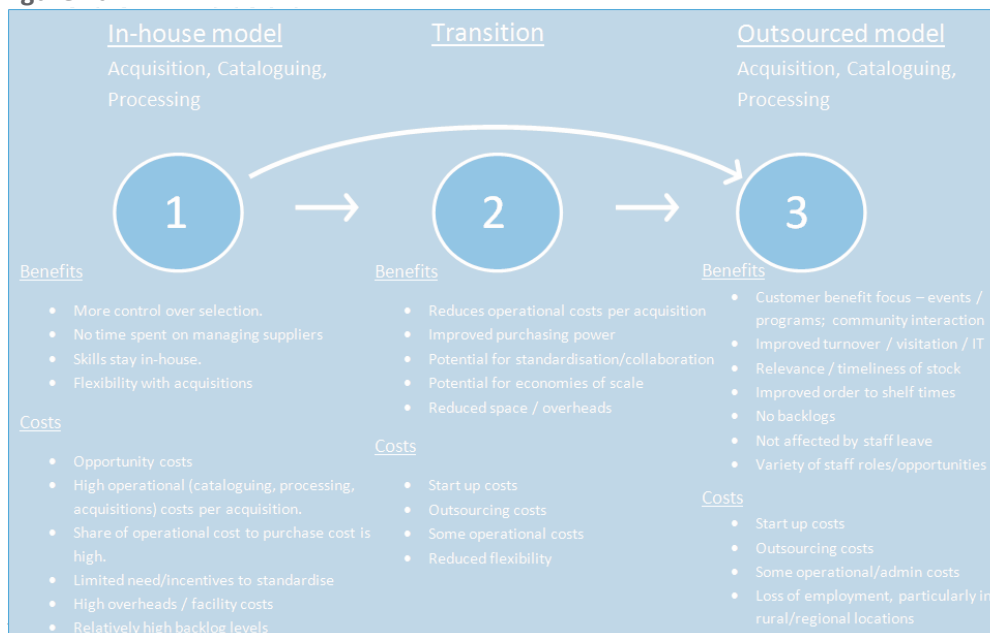 In-house model
Acquisition, Cataloguing,
Processing
Transition
Outsourced model
Acquisition, Cataloguing,
Processing
1
2
3
Benefits
More control over selection.
No time spent on managing suppliers
Skills stay in-house.
Flexibility with acquisitions
Costs
Opportunity costs
High operational (cataloguing, processing,
acquisitions) costs per acquisition.
Share of operational cost to purchase cost is
high.
Limited need/incentives to standardise
High overheads / facility costs
Relatively high backlog levels
Benefits
Reduces operational costs per acquisition
Improved purchasing power
Potential for standardisation/collaboration
Potential for economies of scale
Reduced space / overheads
Costs
Start up costs
Outsourcing costs
Some operational costs
Reduced flexibility
Benefits
Customer benefit focus – events /
programs; community interaction
Improved turnover / visitation / IT
Relevance / timeliness of stock
Improved order to shelf times
No backlogs
Not affected by staff leave
Variety of staff roles/opportunities
Costs
Start up costs
Outsourcing costs
Some operational/admin costs
Loss of employment, particularly in
rural/regional locations